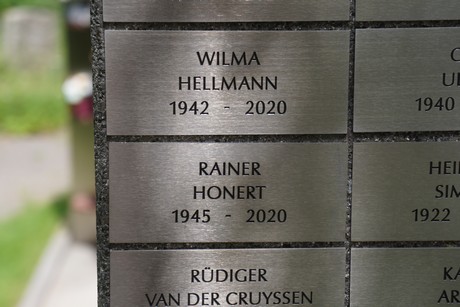 WILMA
HELLMANN
1942 - 2020
1940
RAINER
HONERT
1945 - 2020
1922
RÜDIGER
VAN DER CRUYSSEN